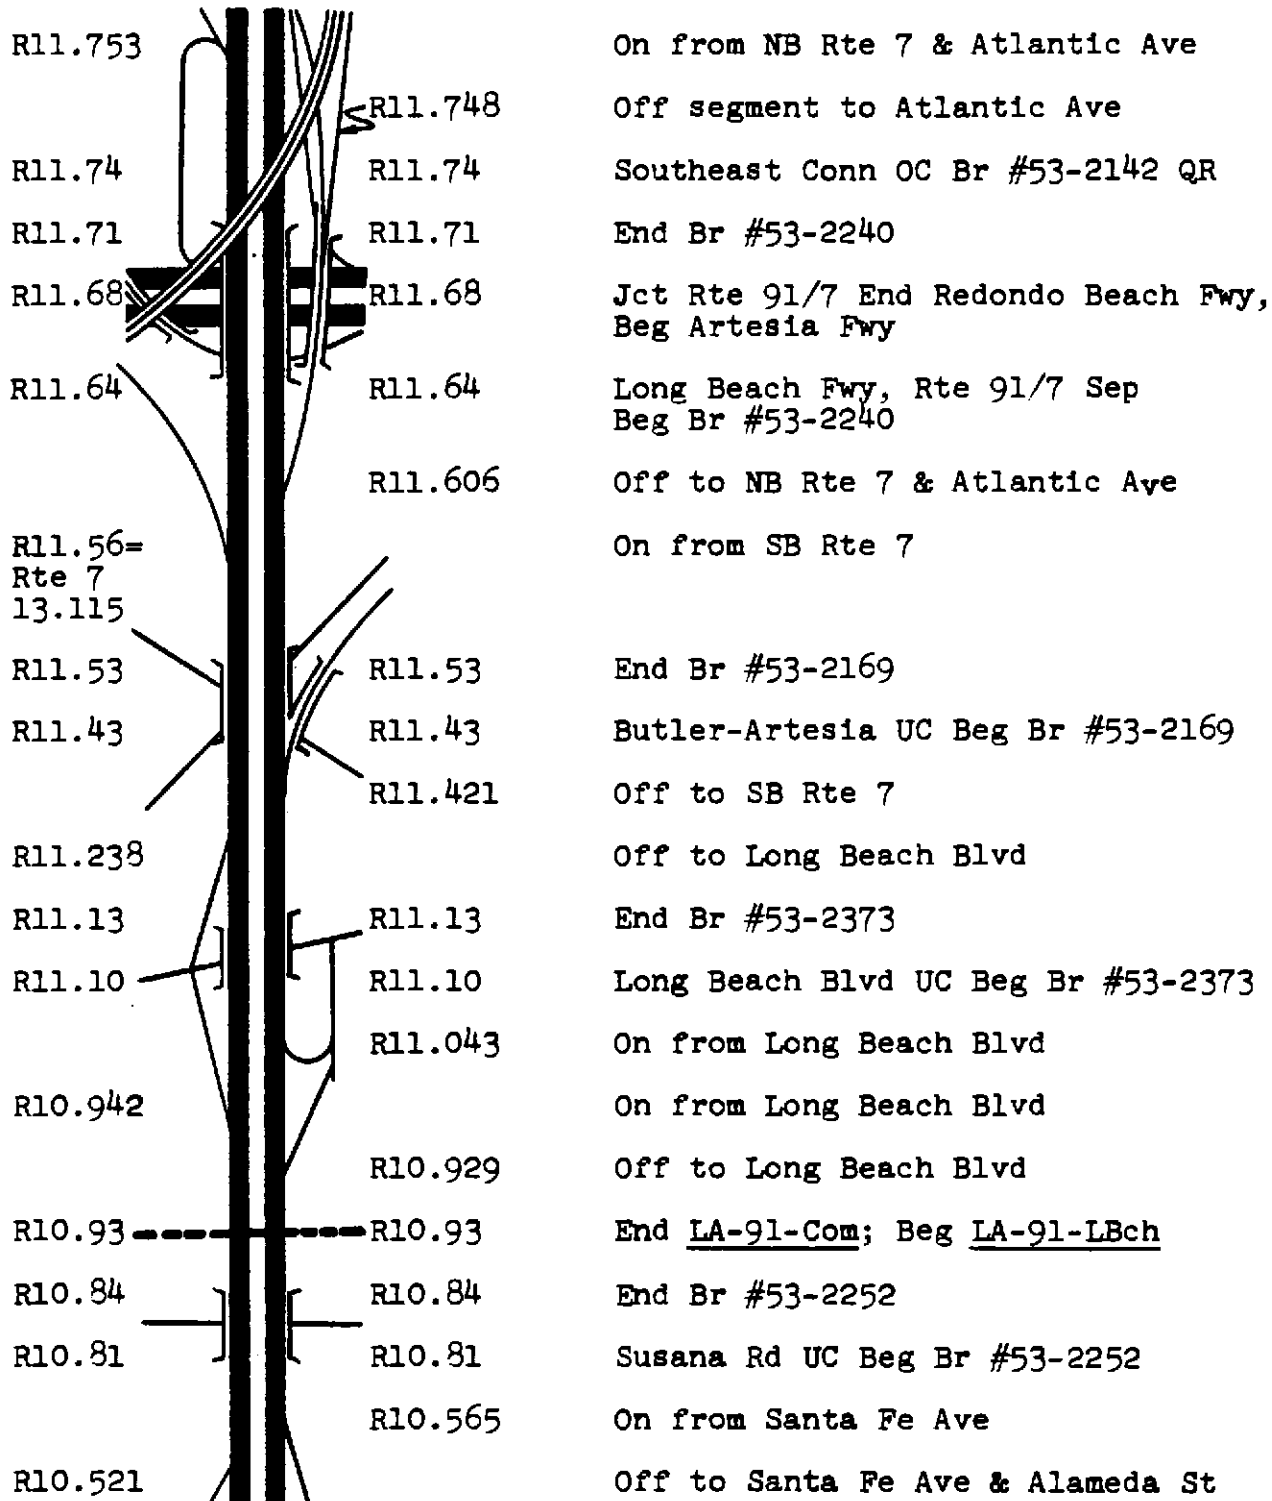 R11.753 On from NB Rte 7 & Atlantic Ave
R11.748 Off segment to Atlantic Ave
R11.74 R11.74 Southeast Conn OC Br #53-2142 QR
R11.71 R11.71 End Br #53-2240
R11.68 R11.68 Jct Rte 91/7 End Redondo Beach Fwy,
Beg Artesia Fwy
R11.64 R11.64 Long Beach Fwy, Rte 91/7 Sep
Beg Br #53-2240
R11.606 Off to NB Rte 7 & Atlantic Ave
R11.56= On from SB Rte 7
Rte 7
13.115
R11.53 R11.53 End Br #53-2169
R11.43 R11.43 Butler-Artesia UC Beg Br #53-2169
R11.421 Off to SB Rte 7
R11.238 Off to Long Beach Blvd
R11.13 R11.13 End Br #53-2373
R11.10 R11.10 Long Beach Blvd UC Beg Br #53-2373
R11.043 On from Long Beach Blvd
R10.942 On from Long Beach Blvd
R10.929 Off to Long Beach Blvd
R10.93 R10.93 End LA-91-Com; Beg LA-91-LBch
R10.84 R10.84 End Br #53-2252
R10.81 R10.81 Susana Rd UC Beg Br #53-2252
R10.565 On from Santa Fe Ave
R10.521 Off to Santa Fe Ave & Alameda St